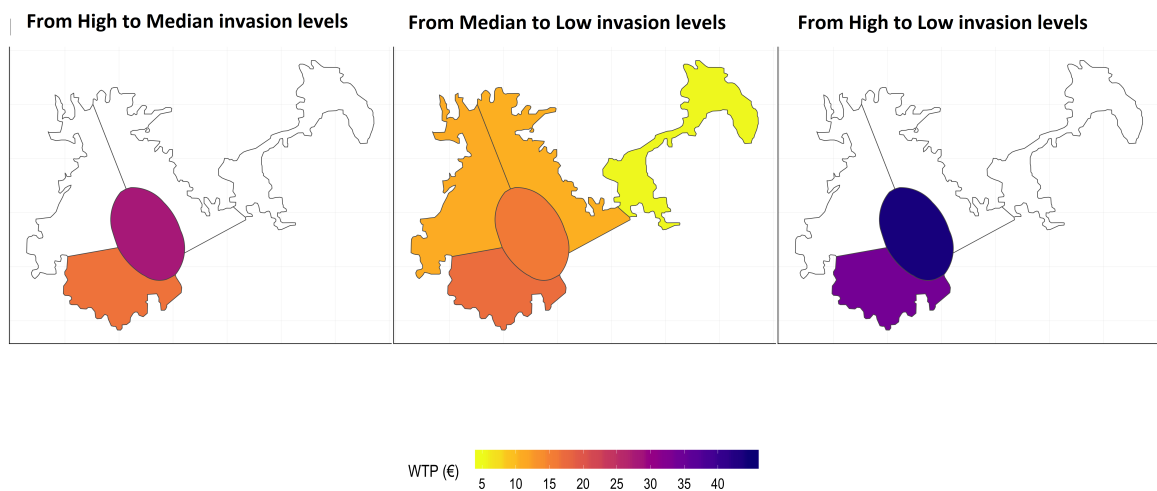 From High to Median invasion levels
From Median to Low invasion levels
From High to Low invasion levels
WTP (€)
5 10 15 20 25 30 35 40